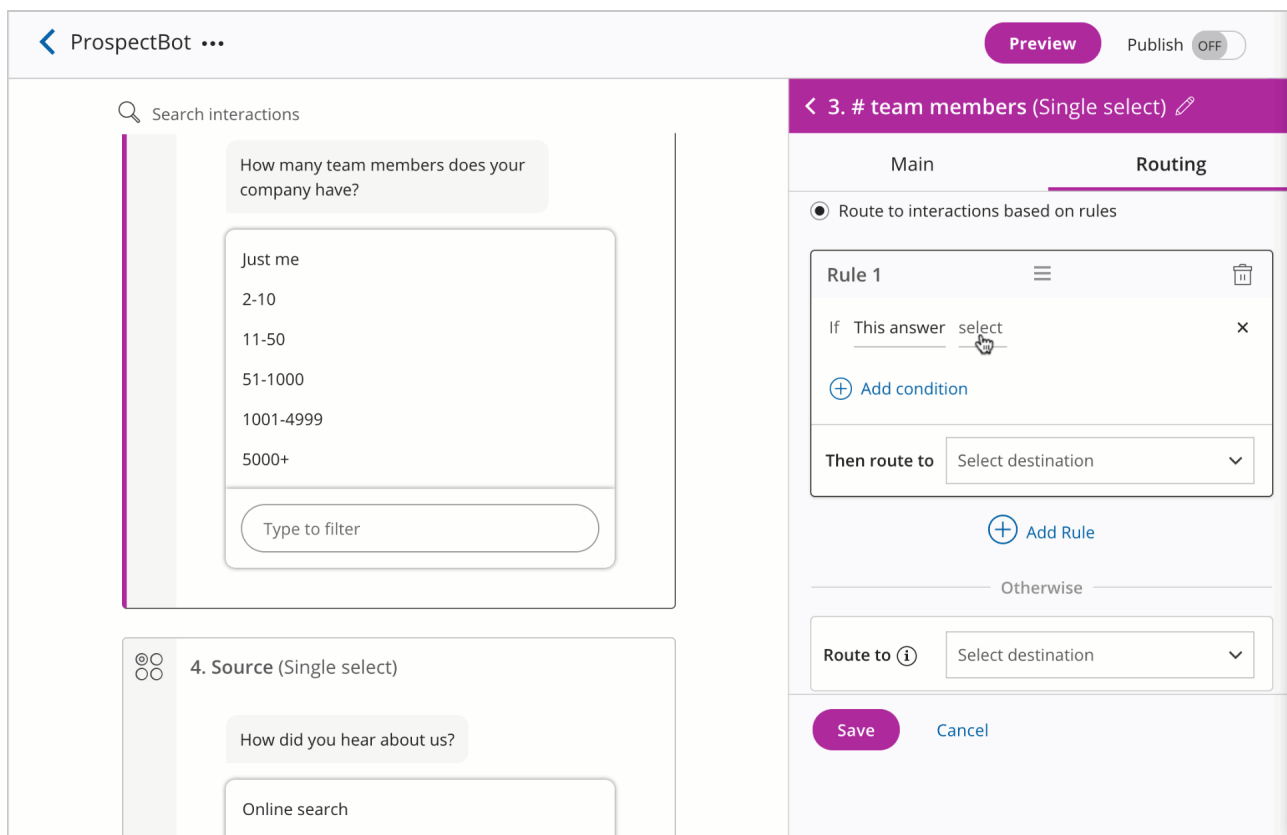 ProspectBot
Preview
Publish
OFF
Search interactions
How many team members does your
company have?
Just me
2-10
11-50
51-1000
1001-4999
5000+
Type to filter
4. Source (Single select)
How did you hear about us?
Online search
3. # team members (Single select)
Main
Routing
Route to interactions based on rules
Rule 1
If This answer select
Add condition
Then route to Select destination
Add Rule
Otherwise
Route to Select destination
Save
Cancel